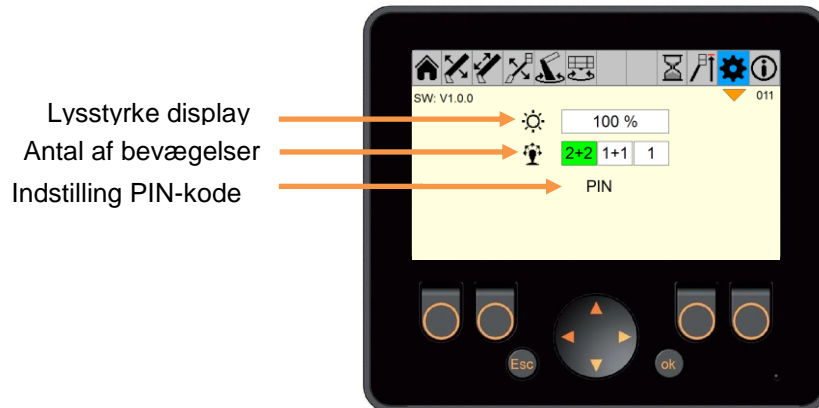 SW: V1.0.0
011
Lysstyrke display
100 %
Antal af bevægelser
2+2 1+1 1
Indstilling PIN-kode
PIN
Esc
ok